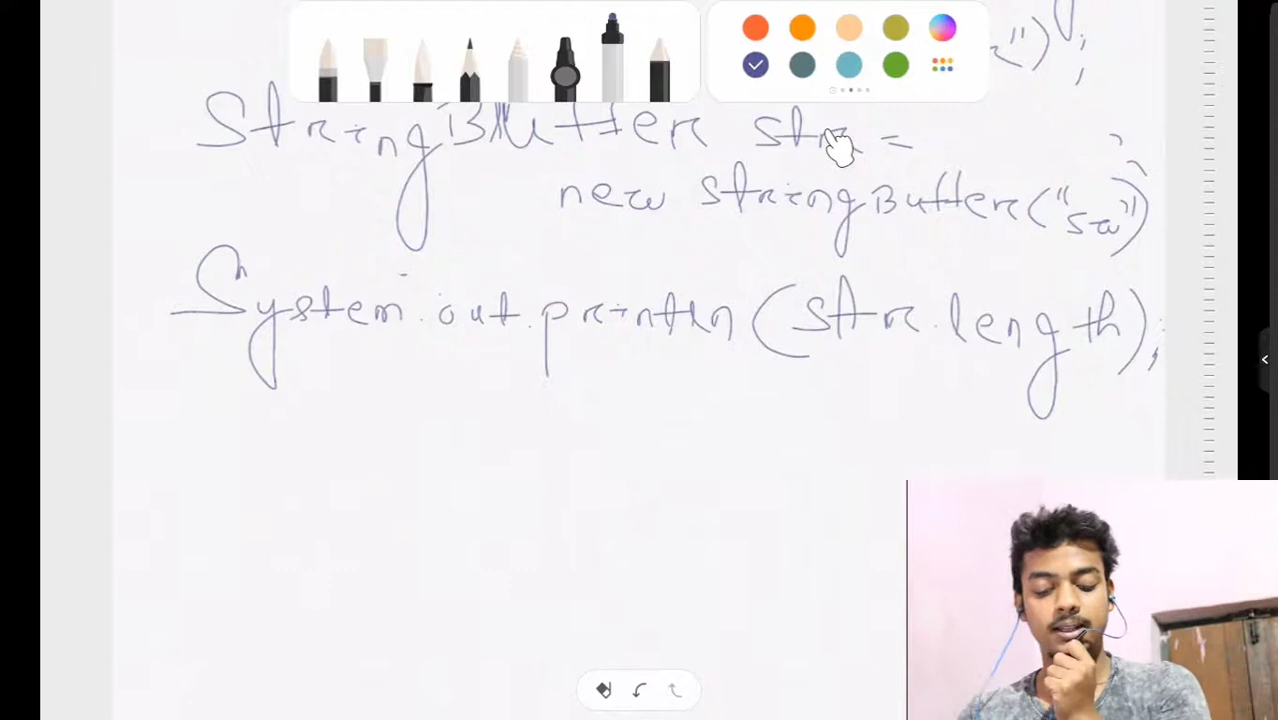 ");
StringBuffer str =
new stringBuffer("sw");
System.out.println(str.length);